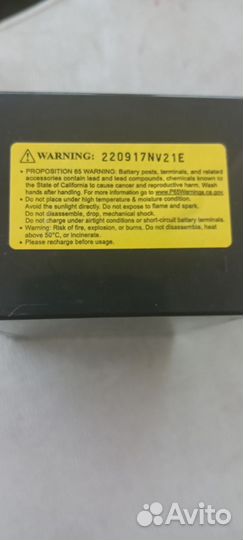 WARNING: 220917NV21E
• PROPOSITION 65 WARNING: Battery posts, terminals, and related
accessories contain lead and lead compounds, chemicals known to
the State of California to cause cancer and reproductive harm. Wash
hands after handling. For more information go to www.P65Warnings.ca.gov
• Do not place under high temperature & moisture condition.
Avoid the sunlight directly. Do not expose to flame and spark.
Do not disassemble, drop, mechanical shock.
• Do not charge under airtight conditions or short-circuit battery terminals.
• Warning: Risk of fire, explosion, or burns. Do not disassemble, heat
above 50°C, or incinerate.
• Please recharge before usage.
Avito